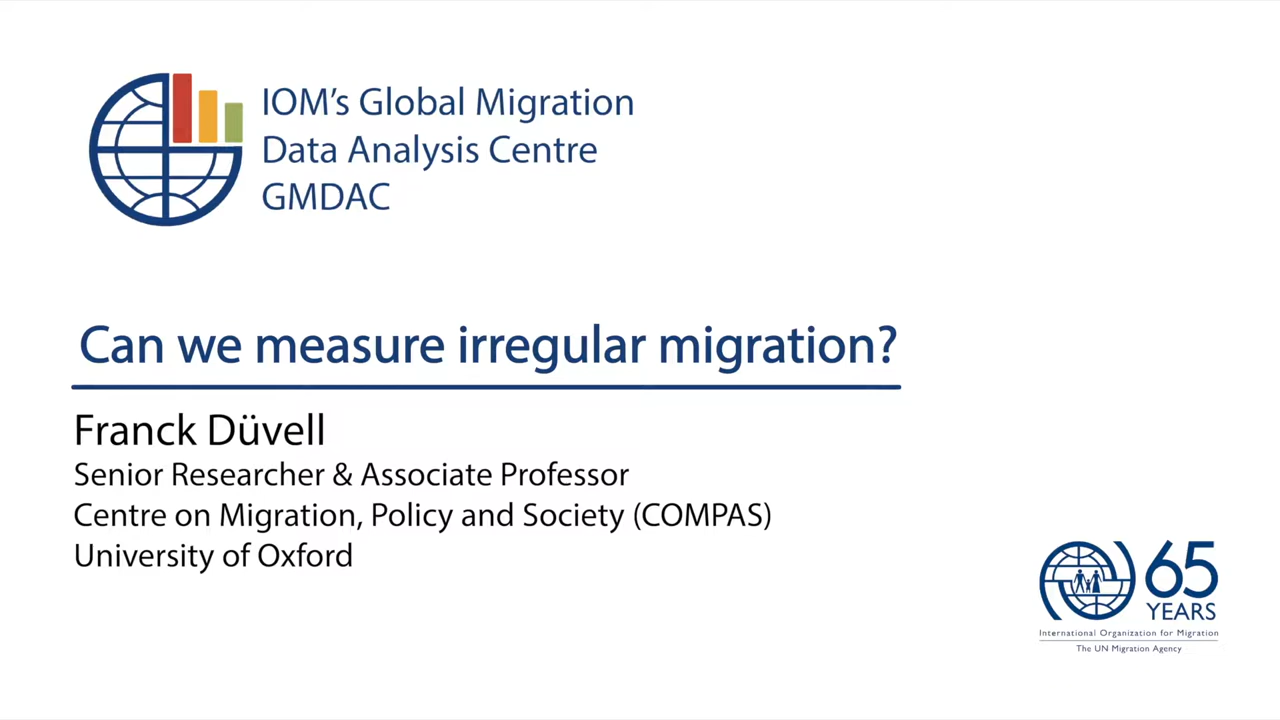 IOM's Global Migration
Data Analysis Centre
GMDAC
Can we measure irregular migration?
Franck Düvell
Senior Researcher & Associate Professor
Centre on Migration, Policy and Society (COMPAS)
University of Oxford
65
YEARS
International Organization for Migration
The UN Migration Agency